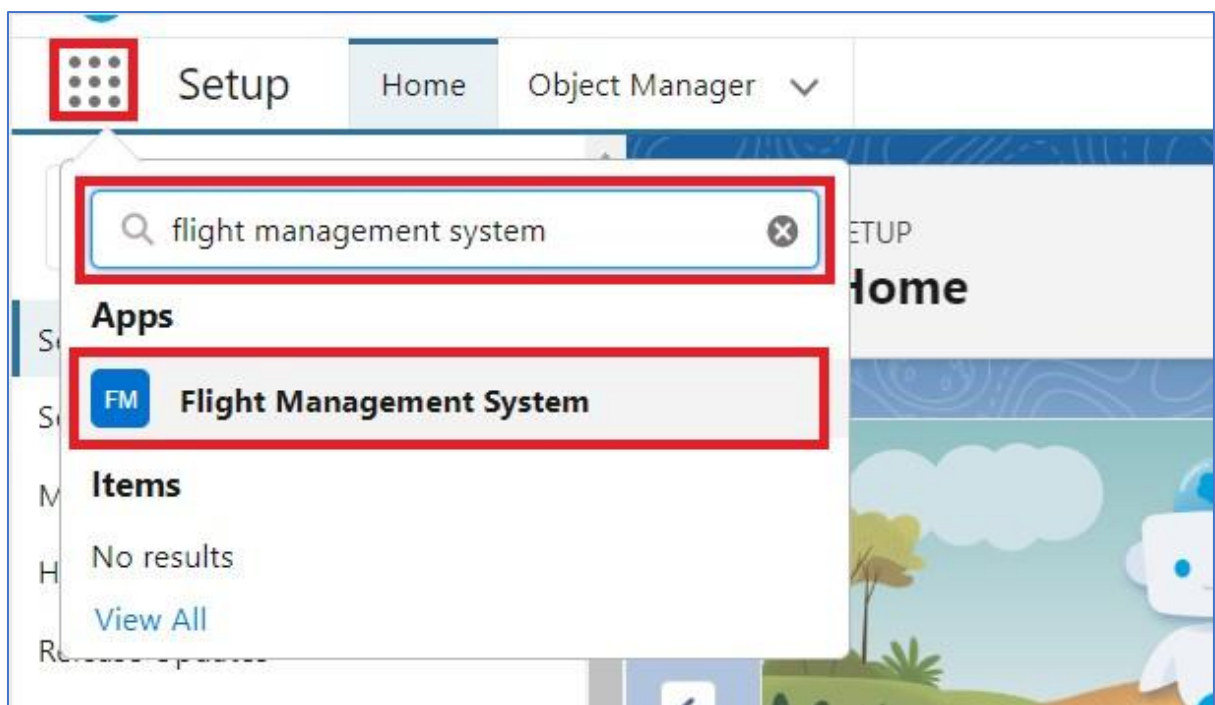 Setup Home Object Manager
flight management system
ETUP
Home
Apps
FM Flight Management System
Items
No results
View All